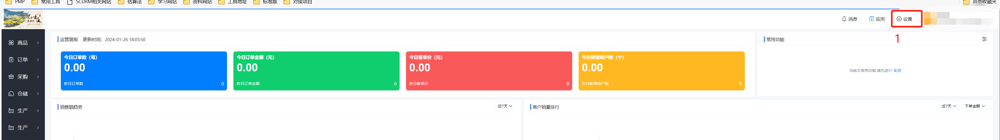 PMP 常用工具 SCURM相关网站 估算法 学习网站 资料网站 工具地址 标准版 对接项目 其他收藏夹
消息 应用 设置
1
商品
订单
采购
仓储
生产
生产
运营简报 更新时间：2024-01-26 18:03:50
今日订单数（笔）
0.00
昨日订单数 0
今日订单金额（元）
0.00
昨日订单金额 0
今日客单价（元）
0.00
昨日客单价 0
今日新增商户数（个）
0.00
昨日新增商户数 0
常用功能
当前无常用功能,请先进行 配置
销售额趋势 近7天
商户销量排行 近7天 下单金额